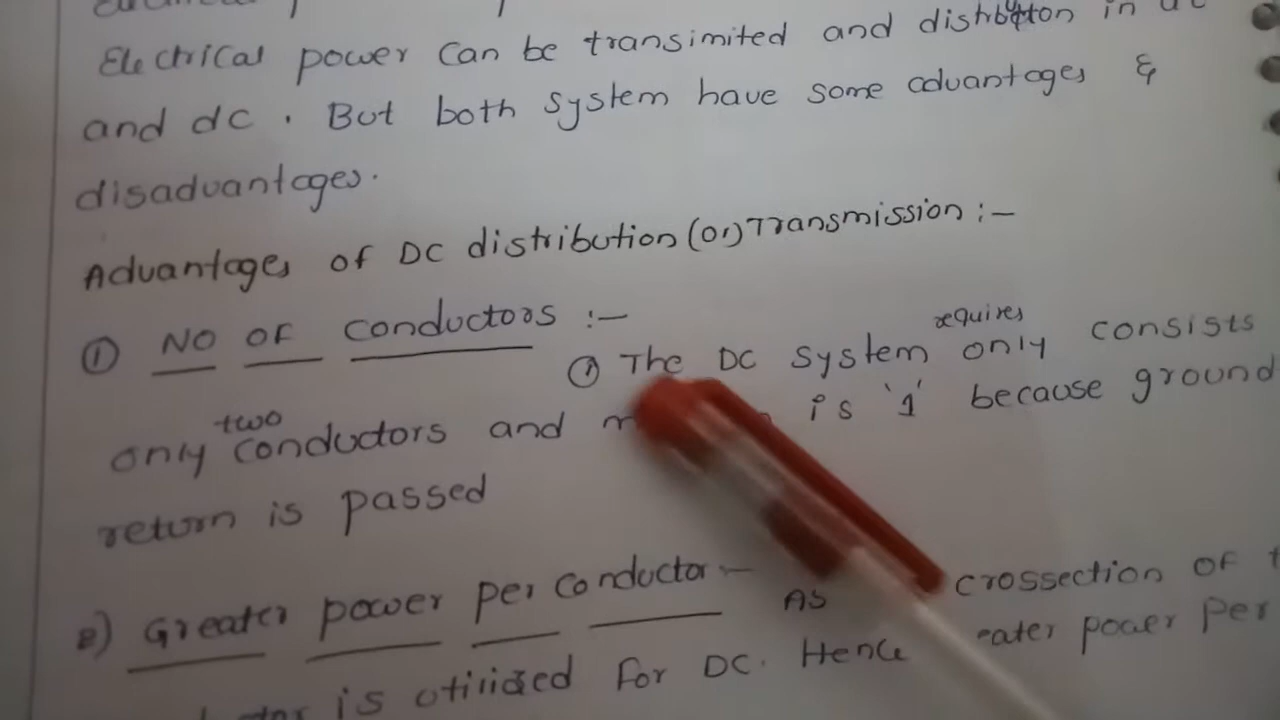 Electrical power can be transimited and distribution in
and dc. But both system have some advantages &
disadvantages.
Advantages of DC distribution (or) Transmission :-
① NO OF conductors :-
① The DC system requires only consists
only two conductors and is '1' because ground
return is passed
2) Greater power per conductor :- As crossection of
is utilized for DC. Hence power per